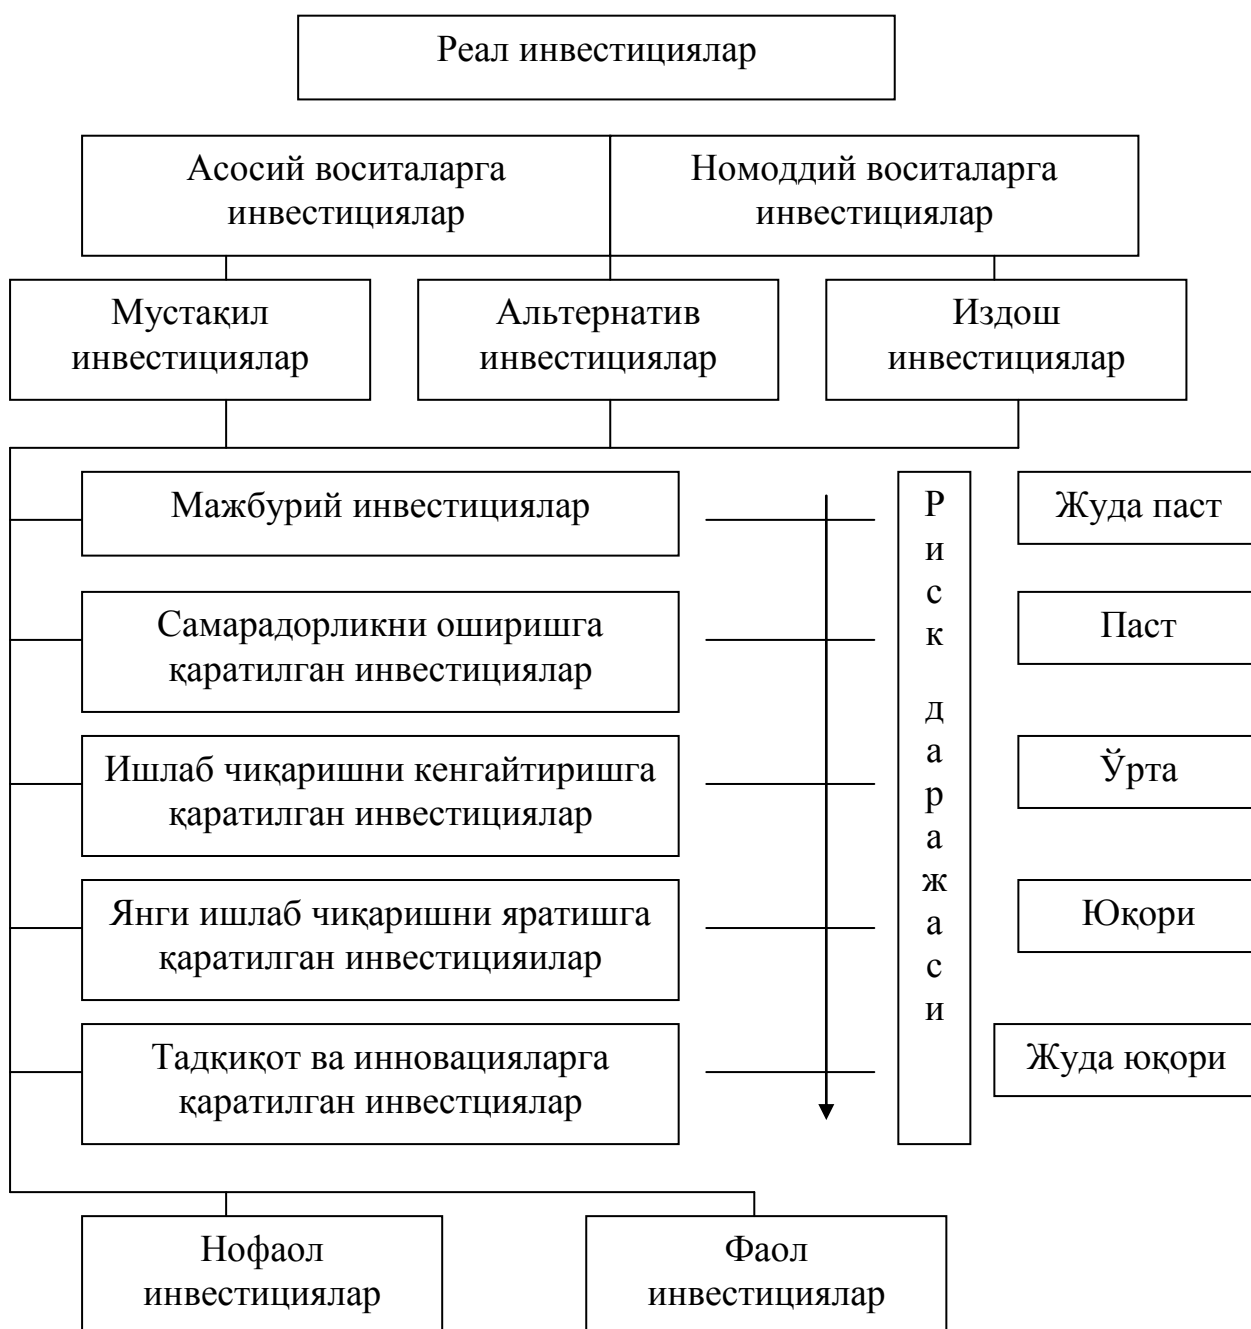 Реал инвестициялар
Асосий воситаларга
инвестициялар
Номоддий воситаларга
инвестициялар
Мустақил
инвестициялар
Альтернатив
инвестициялар
Издош
инвестициялар
Мажбурий инвестициялар
Самарадорликни оширишга
қаратилган инвестициялар
Ишлаб чиқаришни кенгайтиришга
қаратилган инвестициялар
Янги ишлаб чиқаришни яратишга
қаратилган инвестицияилар
Тадқиқот ва инновацияларга
қаратилган инвестциялар
Риск даражаси
Жуда паст
Паст
Ўрта
Юқори
Жуда юқори
Нофаол
инвестициялар
Фаол
инвестициялар